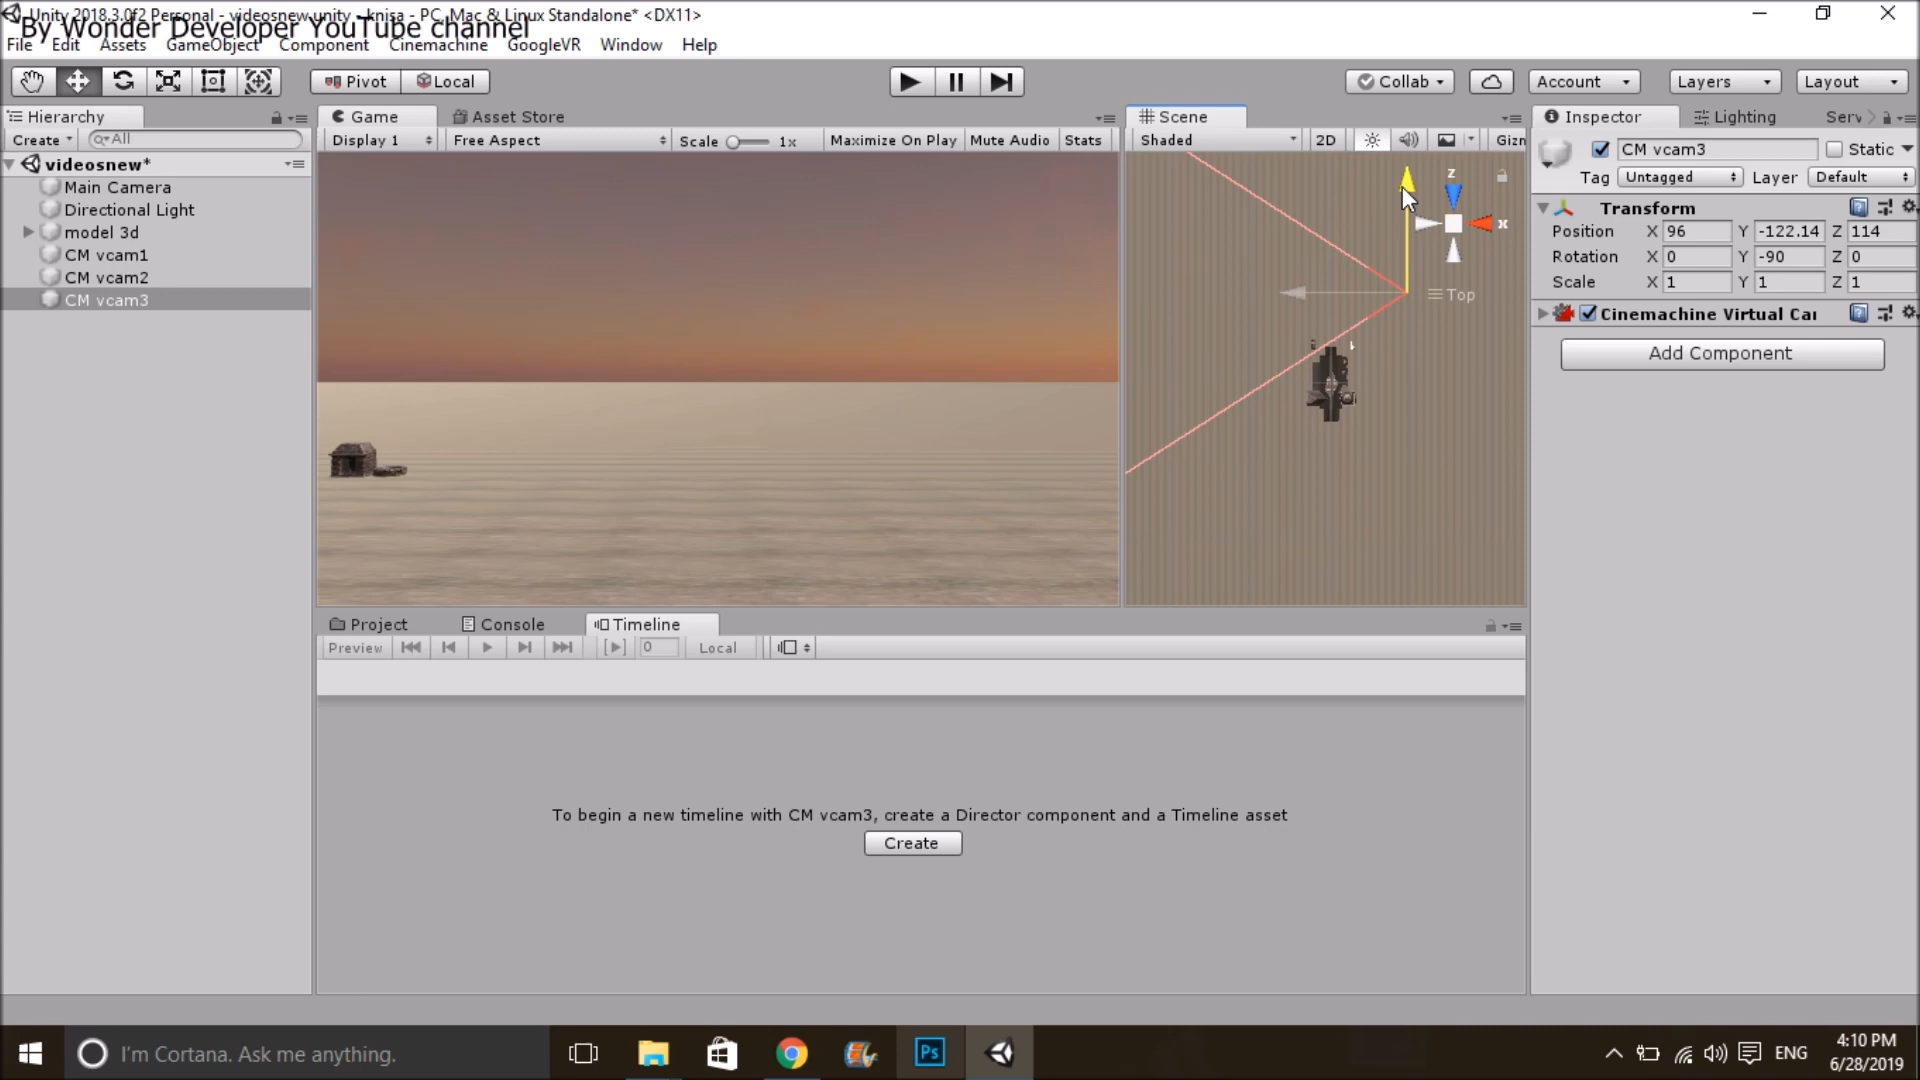 Unity 2018.3.0f2 Personal - videosnew.unity - knisa - PC, Mac & Linux Standalone* <DX11>
By Wonder Developer YouTube channel
File Edit Assets GameObject Component Cinemachine GoogleVR Window Help
Pivot Local Collab Account Layers Layout
Hierarchy Game Asset Store Scene Inspector Lighting Serv
Create All Display 1 Free Aspect Scale 1x Maximize On Play Mute Audio Stats Shaded 2D Gizn
videosnew*
Main Camera
Directional Light
model 3d
CM vcam1
CM vcam2
CM vcam3
z
x
Top
CM vcam3 Static
Tag Untagged Layer Default
Transform
Position X 96 Y -122.14 Z 114
Rotation X 0 Y -90 Z 0
Scale X 1 Y 1 Z 1
Cinemachine Virtual Cai
Add Component
Project Console Timeline
Preview 0 Local
To begin a new timeline with CM vcam3, create a Director component and a Timeline asset
Create
I'm Cortana. Ask me anything.
Ps
ENG
4:10 PM
6/28/2019